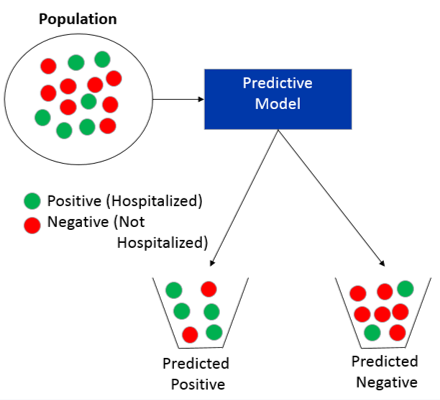 Population
Predictive
Model
Positive (Hospitalized)
Negative (Not
Hospitalized)
Predicted
Positive
Predicted
Negative